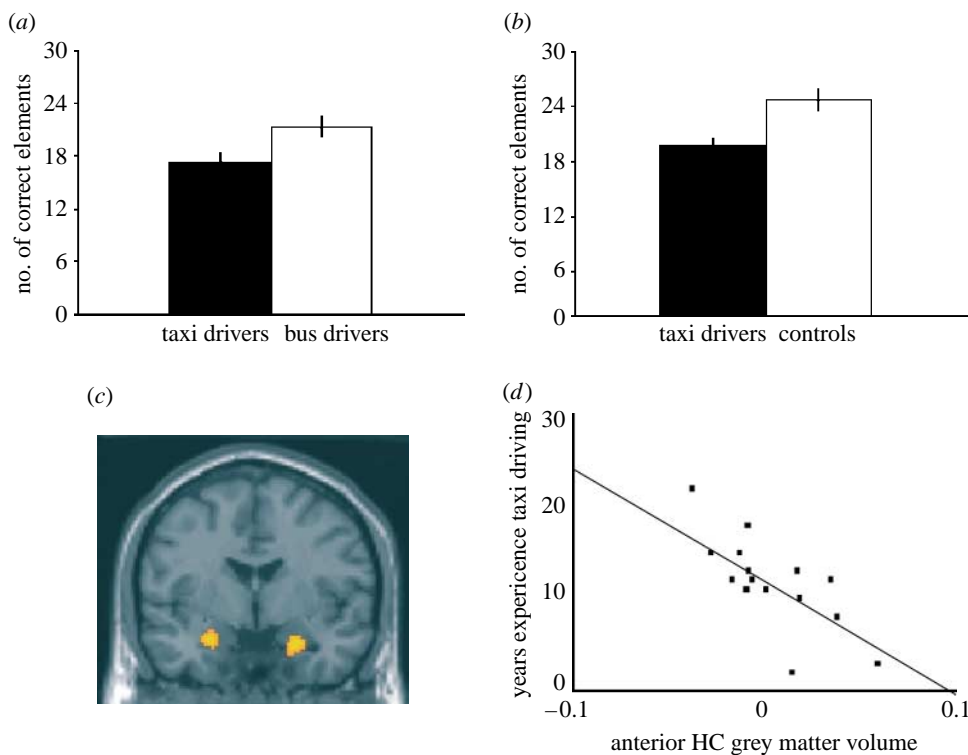 (a)
30
24
18
12
6
0
no. of correct elements
taxi drivers bus drivers
(b)
30
24
18
12
6
0
no. of correct elements
taxi drivers controls
(c)
(d)
30
20
10
0
years expericence taxi driving
–0.1 0 0.1
anterior HC grey matter volume